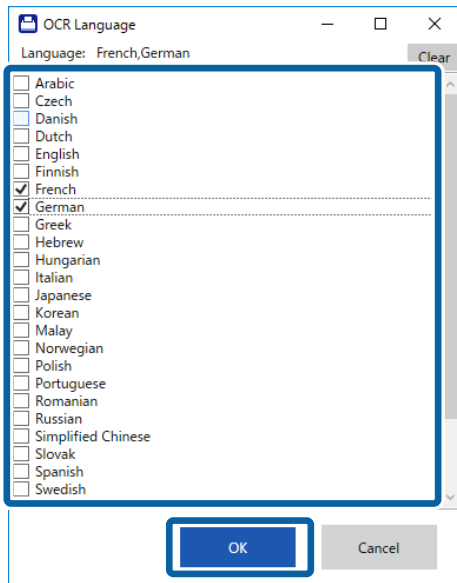 OCR Language
Language: French,German
Clear
Arabic
Czech
Danish
Dutch
English
Finnish
French
German
Greek
Hebrew
Hungarian
Italian
Japanese
Korean
Malay
Norwegian
Polish
Portuguese
Romanian
Russian
Simplified Chinese
Slovak
Spanish
Swedish
OK
Cancel